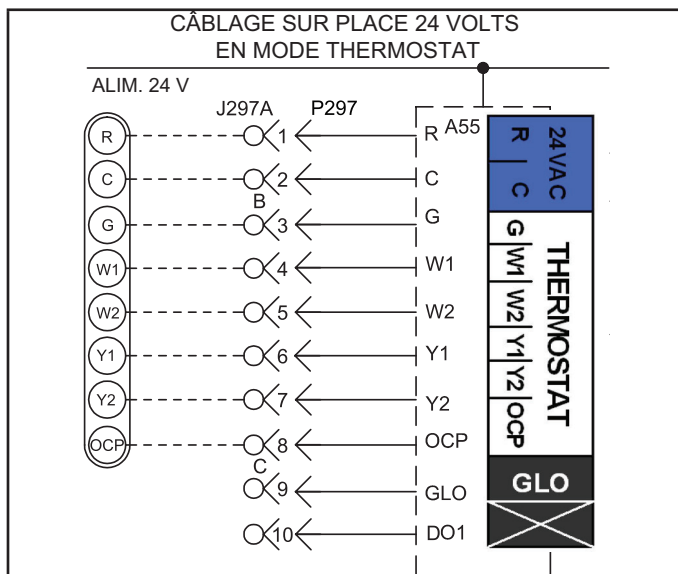 CÂBLAGE SUR PLACE 24 VOLTS
EN MODE THERMOSTAT
ALIM. 24 V
J297A P297
R 1 R A55
C 2 C
B
G 3 G
W1 4 W1
W2 5 W2
Y1 6 Y1
Y2 7 Y2
OCP 8 OCP
C
9 GLO
10 DO1
24VAC
R C
THERMOSTAT
G W1 W2 Y1 Y2 OCP
GLO